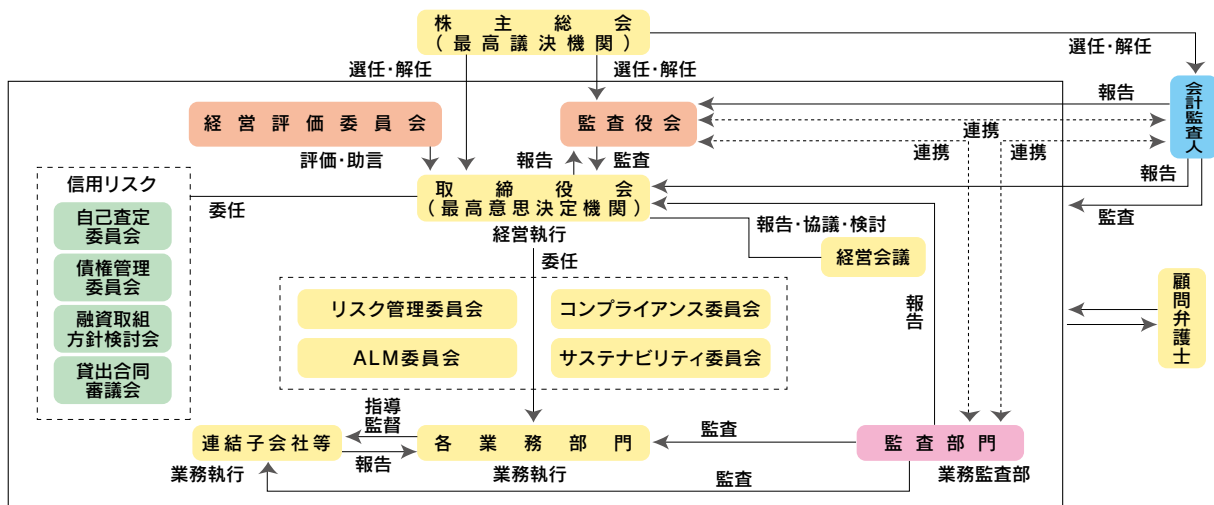 株主総会
(最高議決機関)
選任・解任
選任・解任
選任・解任
経営評価委員会
監査役会
会計監査人
報告
連携
連携
連携
評価・助言
報告
監査
報告
監査
信用リスク
自己査定
委員会
債権管理
委員会
融資取組
方針検討会
貸出合同
審議会
委任
取締役会
(最高意思決定機関)
経営執行
委任
報告・協議・検討
経営会議
報告
顧問弁護士
リスク管理委員会
コンプライアンス委員会
ALM委員会
サステナビリティ委員会
指導
監督
連結子会社等
業務執行
報告
各業務部門
業務執行
監査
監査
監査部門
業務監査部